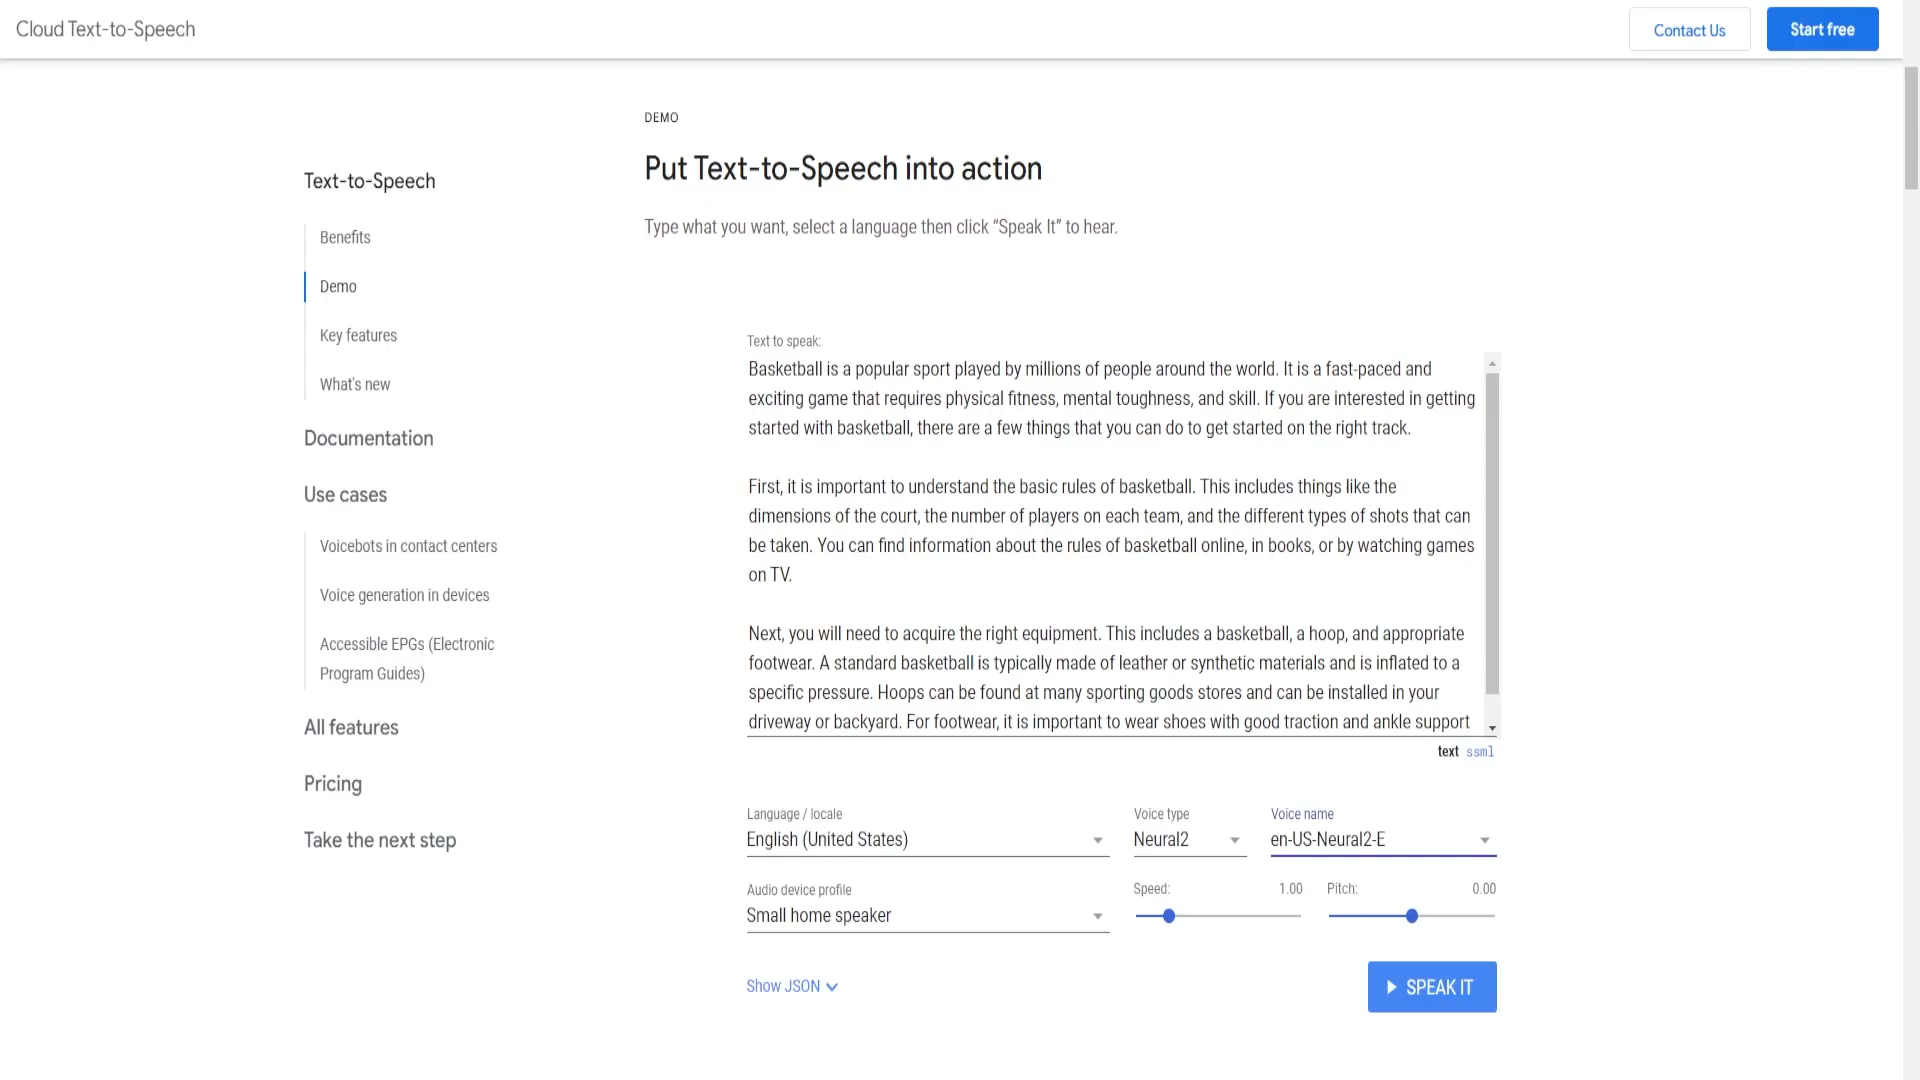 Cloud Text-to-Speech
Contact Us
Start free
Text-to-Speech
Benefits
Demo
Key features
What's new
Documentation
Use cases
Voicebots in contact centers
Voice generation in devices
Accessible EPGs (Electronic
Program Guides)
All features
Pricing
Take the next step
DEMO
Put Text-to-Speech into action
Type what you want, select a language then click “Speak It” to hear.
Text to speak:
Basketball is a popular sport played by millions of people around the world. It is a fast-paced and
exciting game that requires physical fitness, mental toughness, and skill. If you are interested in getting
started with basketball, there are a few things that you can do to get started on the right track.
First, it is important to understand the basic rules of basketball. This includes things like the
dimensions of the court, the number of players on each team, and the different types of shots that can
be taken. You can find information about the rules of basketball online, in books, or by watching games
on TV.
Next, you will need to acquire the right equipment. This includes a basketball, a hoop, and appropriate
footwear. A standard basketball is typically made of leather or synthetic materials and is inflated to a
specific pressure. Hoops can be found at many sporting goods stores and can be installed in your
driveway or backyard. For footwear, it is important to wear shoes with good traction and ankle support
text ssml
Language / locale
English (United States)
Voice type
Neural2
Voice name
en-US-Neural2-E
Audio device profile
Small home speaker
Speed: 1.00
Pitch: 0.00
Show JSON
SPEAK IT